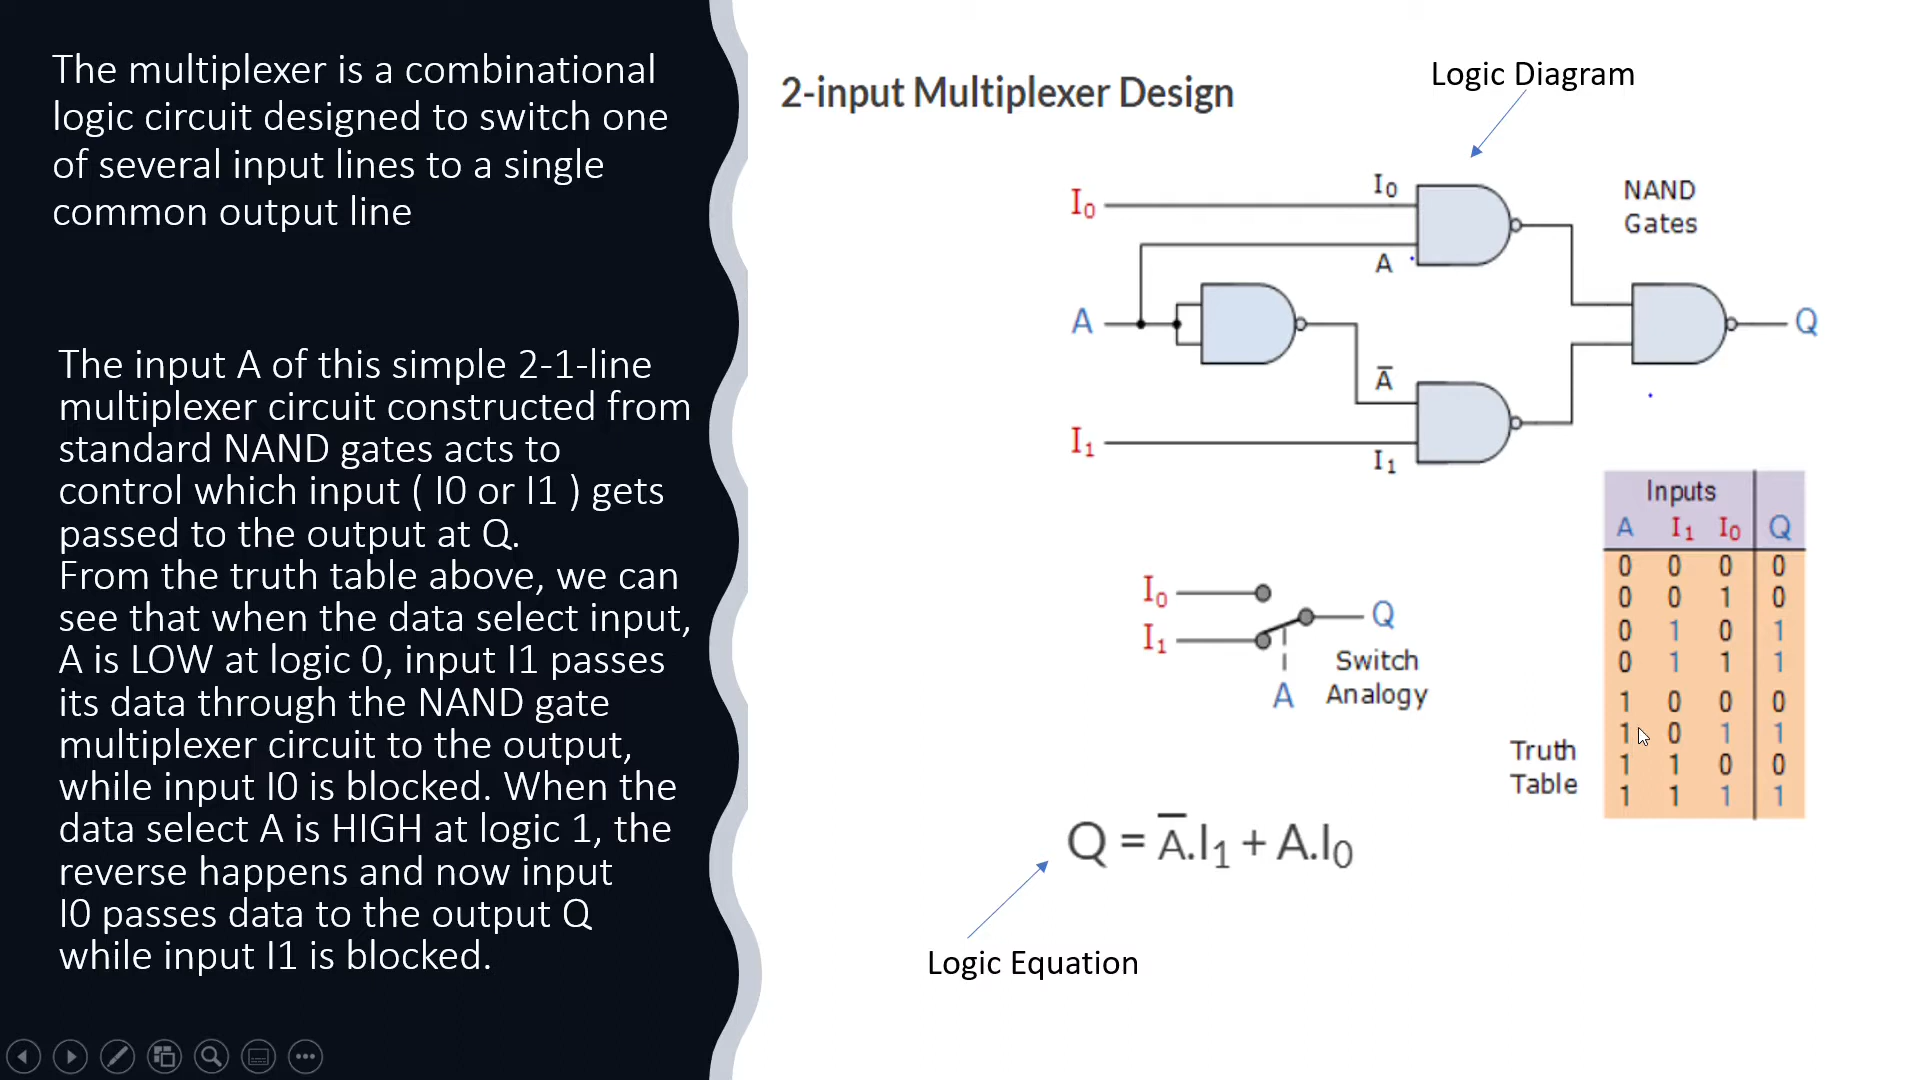 The multiplexer is a combinational
logic circuit designed to switch one
of several input lines to a single
common output line
The input A of this simple 2-1-line
multiplexer circuit constructed from
standard NAND gates acts to
control which input ( I0 or I1 ) gets
passed to the output at Q.
From the truth table above, we can
see that when the data select input,
A is LOW at logic 0, input I1 passes
its data through the NAND gate
multiplexer circuit to the output,
while input I0 is blocked. When the
data select A is HIGH at logic 1, the
reverse happens and now input
I0 passes data to the output Q
while input I1 is blocked.
2-input Multiplexer Design
Logic Diagram
I₀
I₀
A
NAND
Gates
A
Q
A̅
I₁
I₁
I₀
I₁
Q
A
Switch
Analogy
Truth
Table
Inputs
A I₁ I₀ Q
0 0 0 0
0 0 1 0
0 1 0 1
0 1 1 1
1 0 0 0
1 0 1 1
1 1 0 0
1 1 1 1
Q = A̅.I₁ + A.I₀
Logic Equation